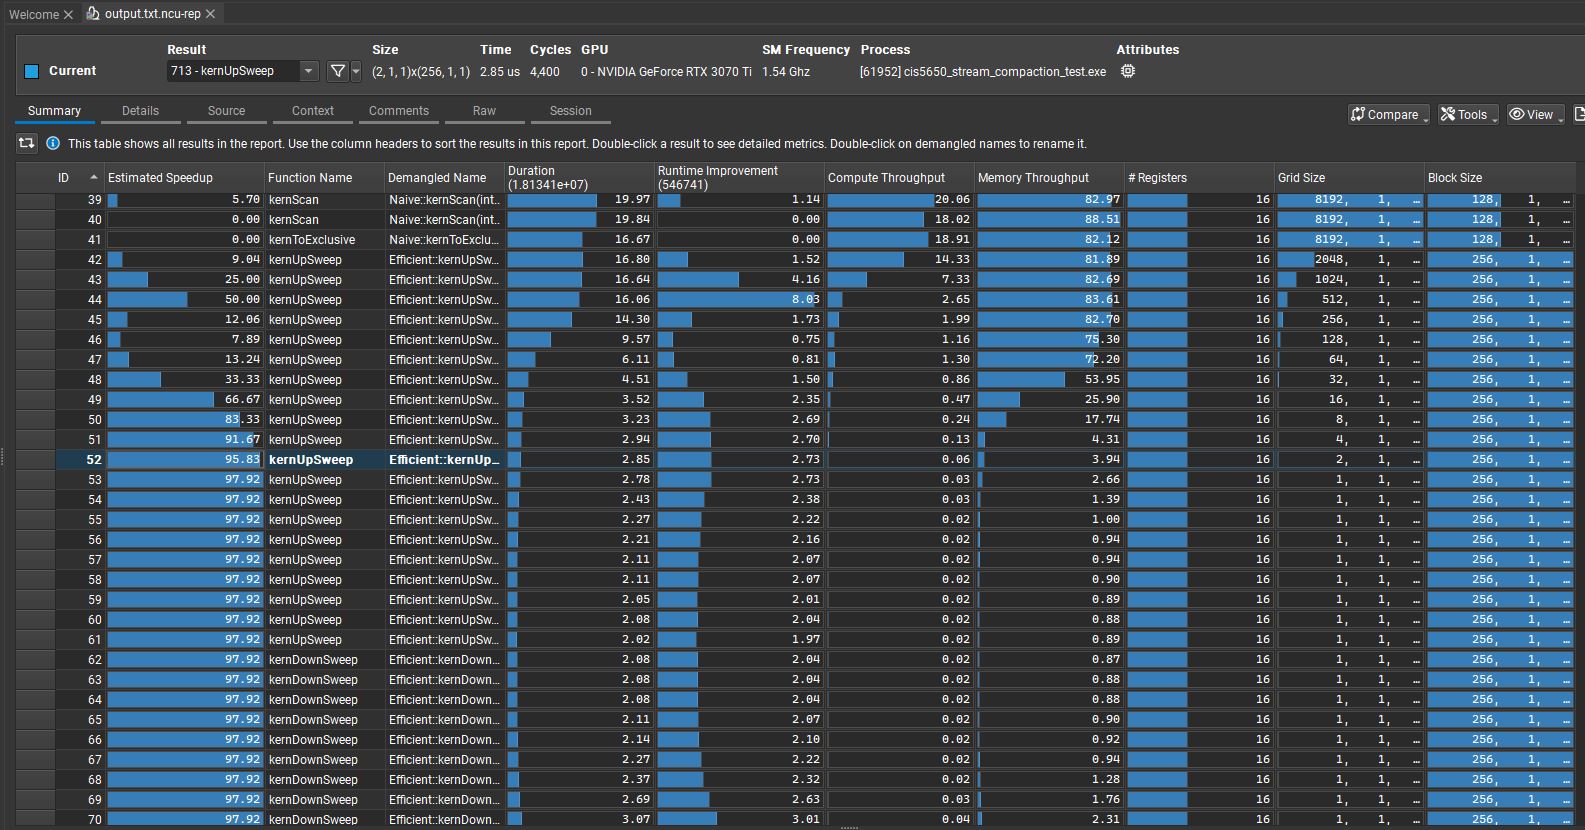 Welcome
output.txt.ncu-rep
Result Size Time Cycles GPU SM Frequency Process Attributes
Current 713 - kernUpSweep (2, 1, 1)x(256, 1, 1) 2.85 us 4,400 0 - NVIDIA GeForce RTX 3070 Ti 1.54 Ghz [61952] cis5650_stream_compaction_test.exe
Summary Details Source Context Comments Raw Session
Compare Tools View
This table shows all results in the report. Use the column headers to sort the results in this report. Double-click a result to see detailed metrics. Double-click on demangled names to rename it.
ID Estimated Speedup Function Name Demangled Name Duration (1.81341e+07) Runtime Improvement (546741) Compute Throughput Memory Throughput # Registers Grid Size Block Size
39 5.70 kernScan Naive::kernScan(int... 19.97 1.14 20.06 82.97 16 8192, 1, … 128, 1, …
40 0.00 kernScan Naive::kernScan(int... 19.84 0.00 18.02 88.51 16 8192, 1, … 128, 1, …
41 0.00 kernToExclusive Naive::kernToExclu... 16.67 0.00 18.91 82.12 16 8192, 1, … 128, 1, …
42 9.04 kernUpSweep Efficient::kernUpSw... 16.80 1.52 14.33 81.89 16 2048, 1, … 256, 1, …
43 25.00 kernUpSweep Efficient::kernUpSw... 16.64 4.16 7.33 82.69 16 1024, 1, … 256, 1, …
44 50.00 kernUpSweep Efficient::kernUpSw... 16.06 8.03 2.65 83.61 16 512, 1, … 256, 1, …
45 12.06 kernUpSweep Efficient::kernUpSw... 14.30 1.73 1.99 82.70 16 256, 1, … 256, 1, …
46 7.89 kernUpSweep Efficient::kernUpSw... 9.57 0.75 1.16 75.30 16 128, 1, … 256, 1, …
47 13.24 kernUpSweep Efficient::kernUpSw... 6.11 0.81 1.30 72.20 16 64, 1, … 256, 1, …
48 33.33 kernUpSweep Efficient::kernUpSw... 4.51 1.50 0.86 53.95 16 32, 1, … 256, 1, …
49 66.67 kernUpSweep Efficient::kernUpSw... 3.52 2.35 0.47 25.90 16 16, 1, … 256, 1, …
50 83.33 kernUpSweep Efficient::kernUpSw... 3.23 2.69 0.24 17.74 16 8, 1, … 256, 1, …
51 91.67 kernUpSweep Efficient::kernUpSw... 2.94 2.70 0.13 4.31 16 4, 1, … 256, 1, …
52 95.83 kernUpSweep Efficient::kernUp... 2.85 2.73 0.06 3.94 16 2, 1, … 256, 1, …
53 97.92 kernUpSweep Efficient::kernUpSw... 2.78 2.73 0.03 2.66 16 1, 1, … 256, 1, …
54 97.92 kernUpSweep Efficient::kernUpSw... 2.43 2.38 0.03 1.39 16 1, 1, … 256, 1, …
55 97.92 kernUpSweep Efficient::kernUpSw... 2.27 2.22 0.02 1.00 16 1, 1, … 256, 1, …
56 97.92 kernUpSweep Efficient::kernUpSw... 2.21 2.16 0.02 0.94 16 1, 1, … 256, 1, …
57 97.92 kernUpSweep Efficient::kernUpSw... 2.11 2.07 0.02 0.94 16 1, 1, … 256, 1, …
58 97.92 kernUpSweep Efficient::kernUpSw... 2.11 2.07 0.02 0.90 16 1, 1, … 256, 1, …
59 97.92 kernUpSweep Efficient::kernUpSw... 2.05 2.01 0.02 0.89 16 1, 1, … 256, 1, …
60 97.92 kernUpSweep Efficient::kernUpSw... 2.08 2.04 0.02 0.88 16 1, 1, … 256, 1, …
61 97.92 kernUpSweep Efficient::kernUpSw... 2.02 1.97 0.02 0.89 16 1, 1, … 256, 1, …
62 97.92 kernDownSweep Efficient::kernDown... 2.08 2.04 0.02 0.87 16 1, 1, … 256, 1, …
63 97.92 kernDownSweep Efficient::kernDown... 2.08 2.04 0.02 0.88 16 1, 1, … 256, 1, …
64 97.92 kernDownSweep Efficient::kernDown... 2.08 2.04 0.02 0.88 16 1, 1, … 256, 1, …
65 97.92 kernDownSweep Efficient::kernDown... 2.11 2.07 0.02 0.90 16 1, 1, … 256, 1, …
66 97.92 kernDownSweep Efficient::kernDown... 2.14 2.10 0.02 0.92 16 1, 1, … 256, 1, …
67 97.92 kernDownSweep Efficient::kernDown... 2.27 2.22 0.02 0.94 16 1, 1, … 256, 1, …
68 97.92 kernDownSweep Efficient::kernDown... 2.37 2.32 0.02 1.28 16 1, 1, … 256, 1, …
69 97.92 kernDownSweep Efficient::kernDown... 2.69 2.63 0.03 1.76 16 1, 1, … 256, 1, …
70 97.92 kernDownSweep Efficient::kernDown... 3.07 3.01 0.04 2.31 16 1, 1, … 256, 1, …